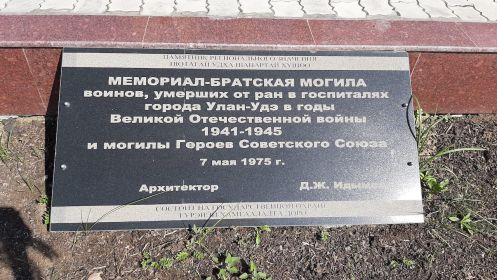 ПАМЯТНИК РЕГИОНАЛЬНОГО ЗНАЧЕНИЯ
МЕМОРИАЛ-БРАТСКАЯ МОГИЛА
воинов, умерших от ран в госпиталях
города Улан-Удэ в годы
Великой Отечественной войны
1941-1945
и могилы Героев Советского Союза
7 мая 1975 г.
Архитектор Д.Ж.
СОСТОИТ НА ГОСУДАРСТВЕННОЙ ОХРАНЕ